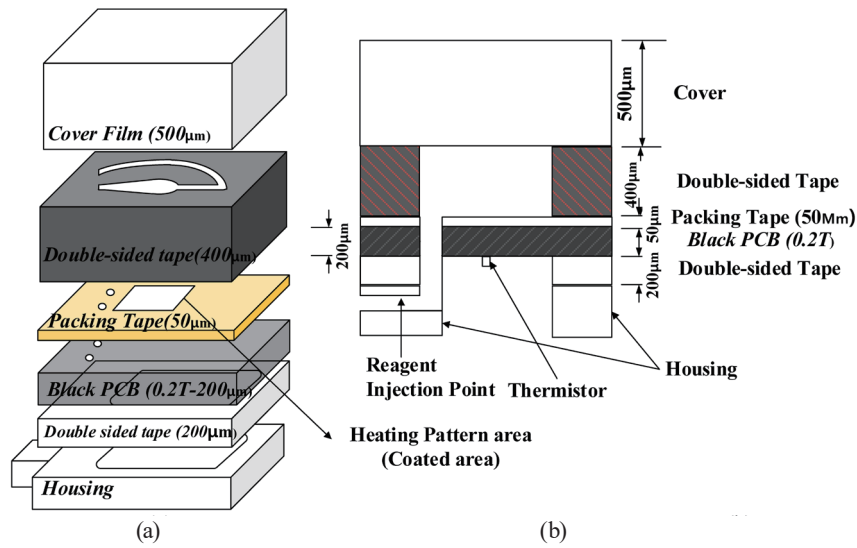 Cover Film (500μm)
Double-sided tape(400μm)
Packing Tape(50μm)
Black PCB (0.2T-200μm)
Double sided tape (200μm)
Housing
Heating Pattern area
(Coated area)
(a)
500μm
Cover
400μm
Double-sided Tape
Packing Tape (50Mm)
50μm
Black PCB (0.2T)
200μm
200μm
Double-sided Tape
Reagent
Injection Point
Thermistor
Housing
(b)